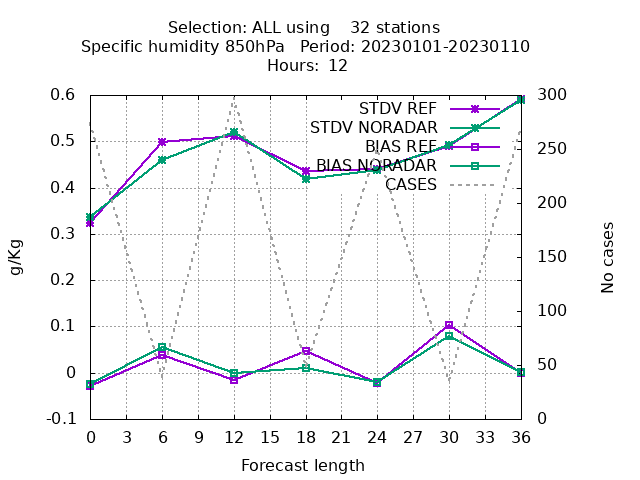 Selection: ALL using    32 stations
Specific humidity 850hPa   Period: 20230101-20230110
Hours: 12
0.6
0.5
0.4
0.3
0.2
0.1
0
-0.1
g/Kg
STDV REF
STDV NORADAR
BIAS REF
BIAS NORADAR
CASES
300
250
200
150
100
50
0
No cases
0 3 6 9 12 15 18 21 24 27 30 33 36
Forecast length